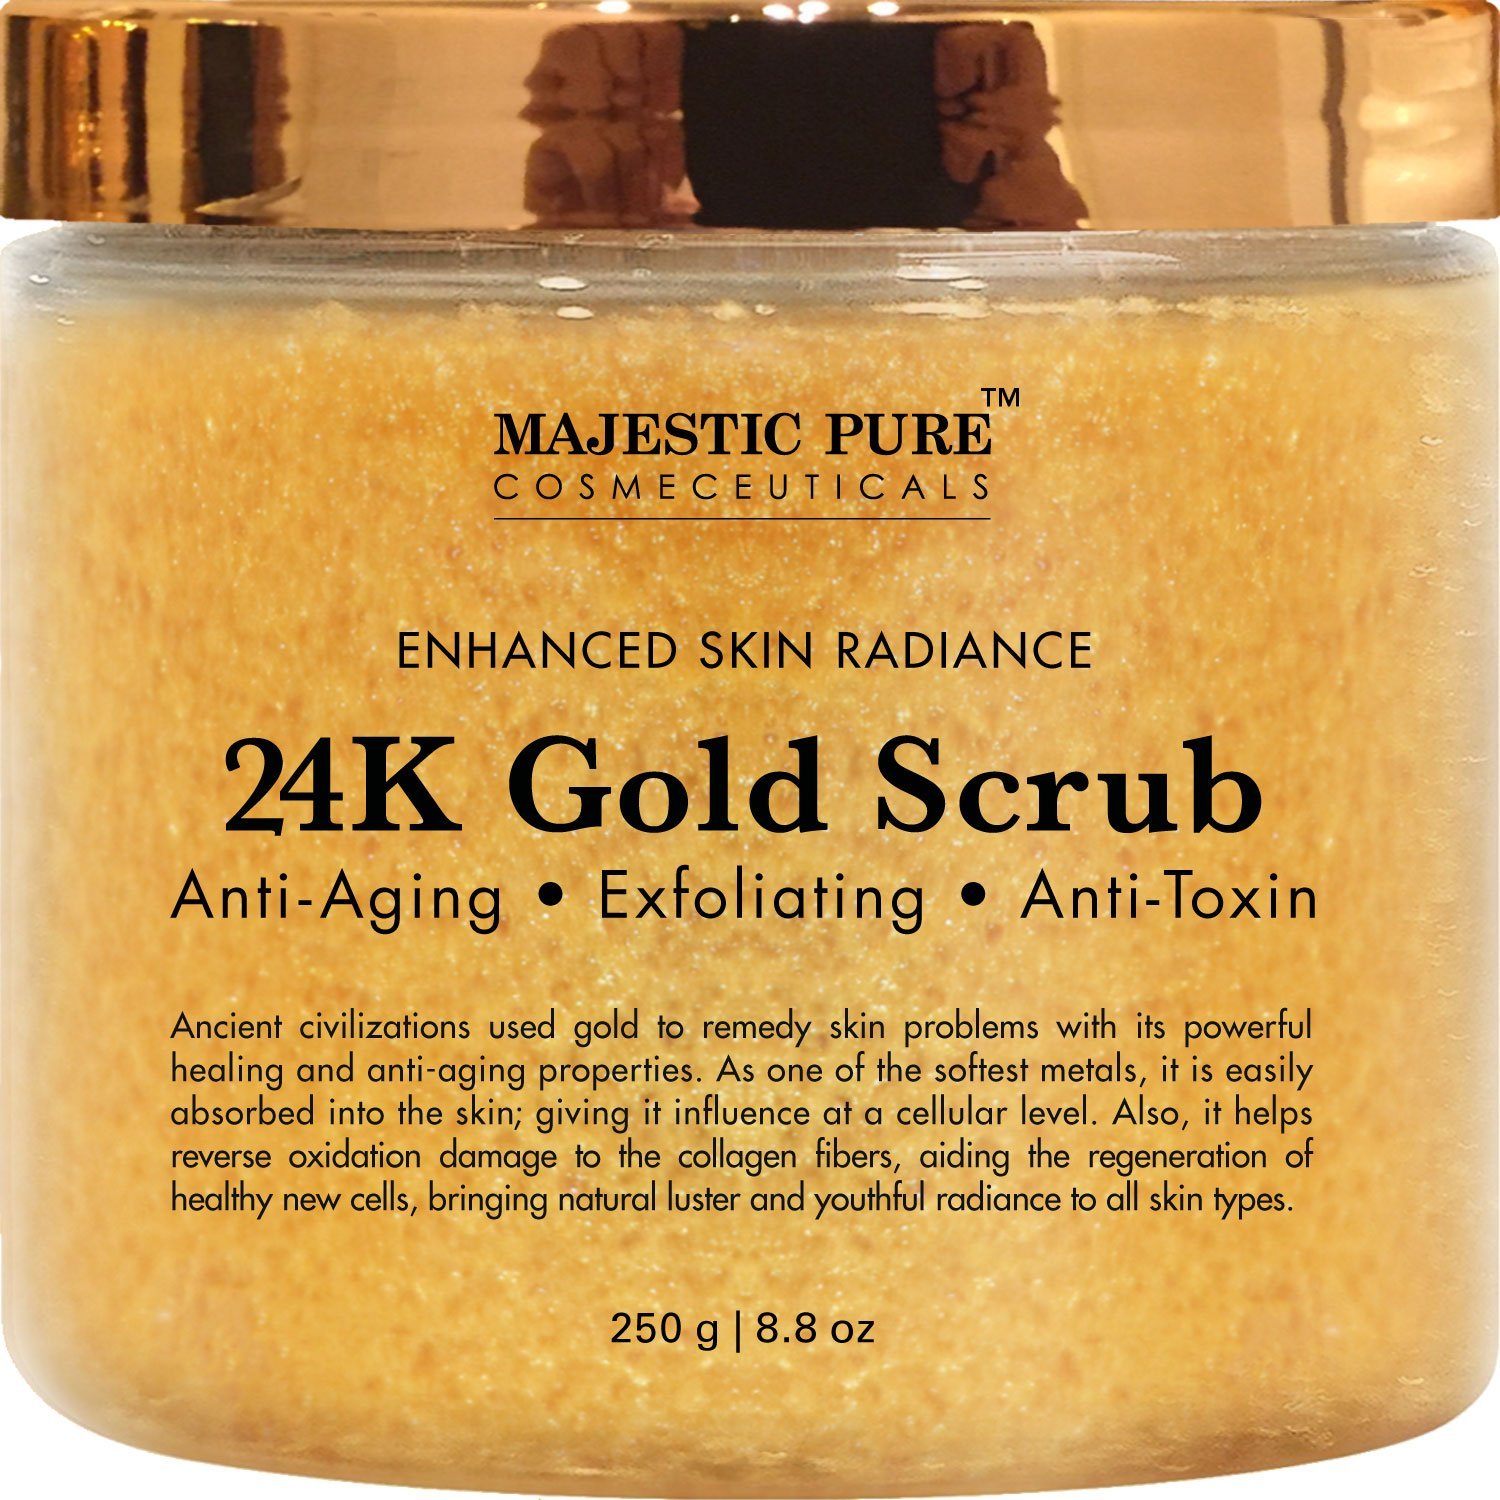 MAJESTIC PURE™
COSMECEUTICALS
ENHANCED SKIN RADIANCE
24K Gold Scrub
Anti-Aging • Exfoliating • Anti-Toxin
Ancient civilizations used gold to remedy skin problems with its powerful
healing and anti-aging properties. As one of the softest metals, it is easily
absorbed into the skin; giving it influence at a cellular level. Also, it helps
reverse oxidation damage to the collagen fibers, aiding the regeneration of
healthy new cells, bringing natural luster and youthful radiance to all skin types.
250 g | 8.8 oz